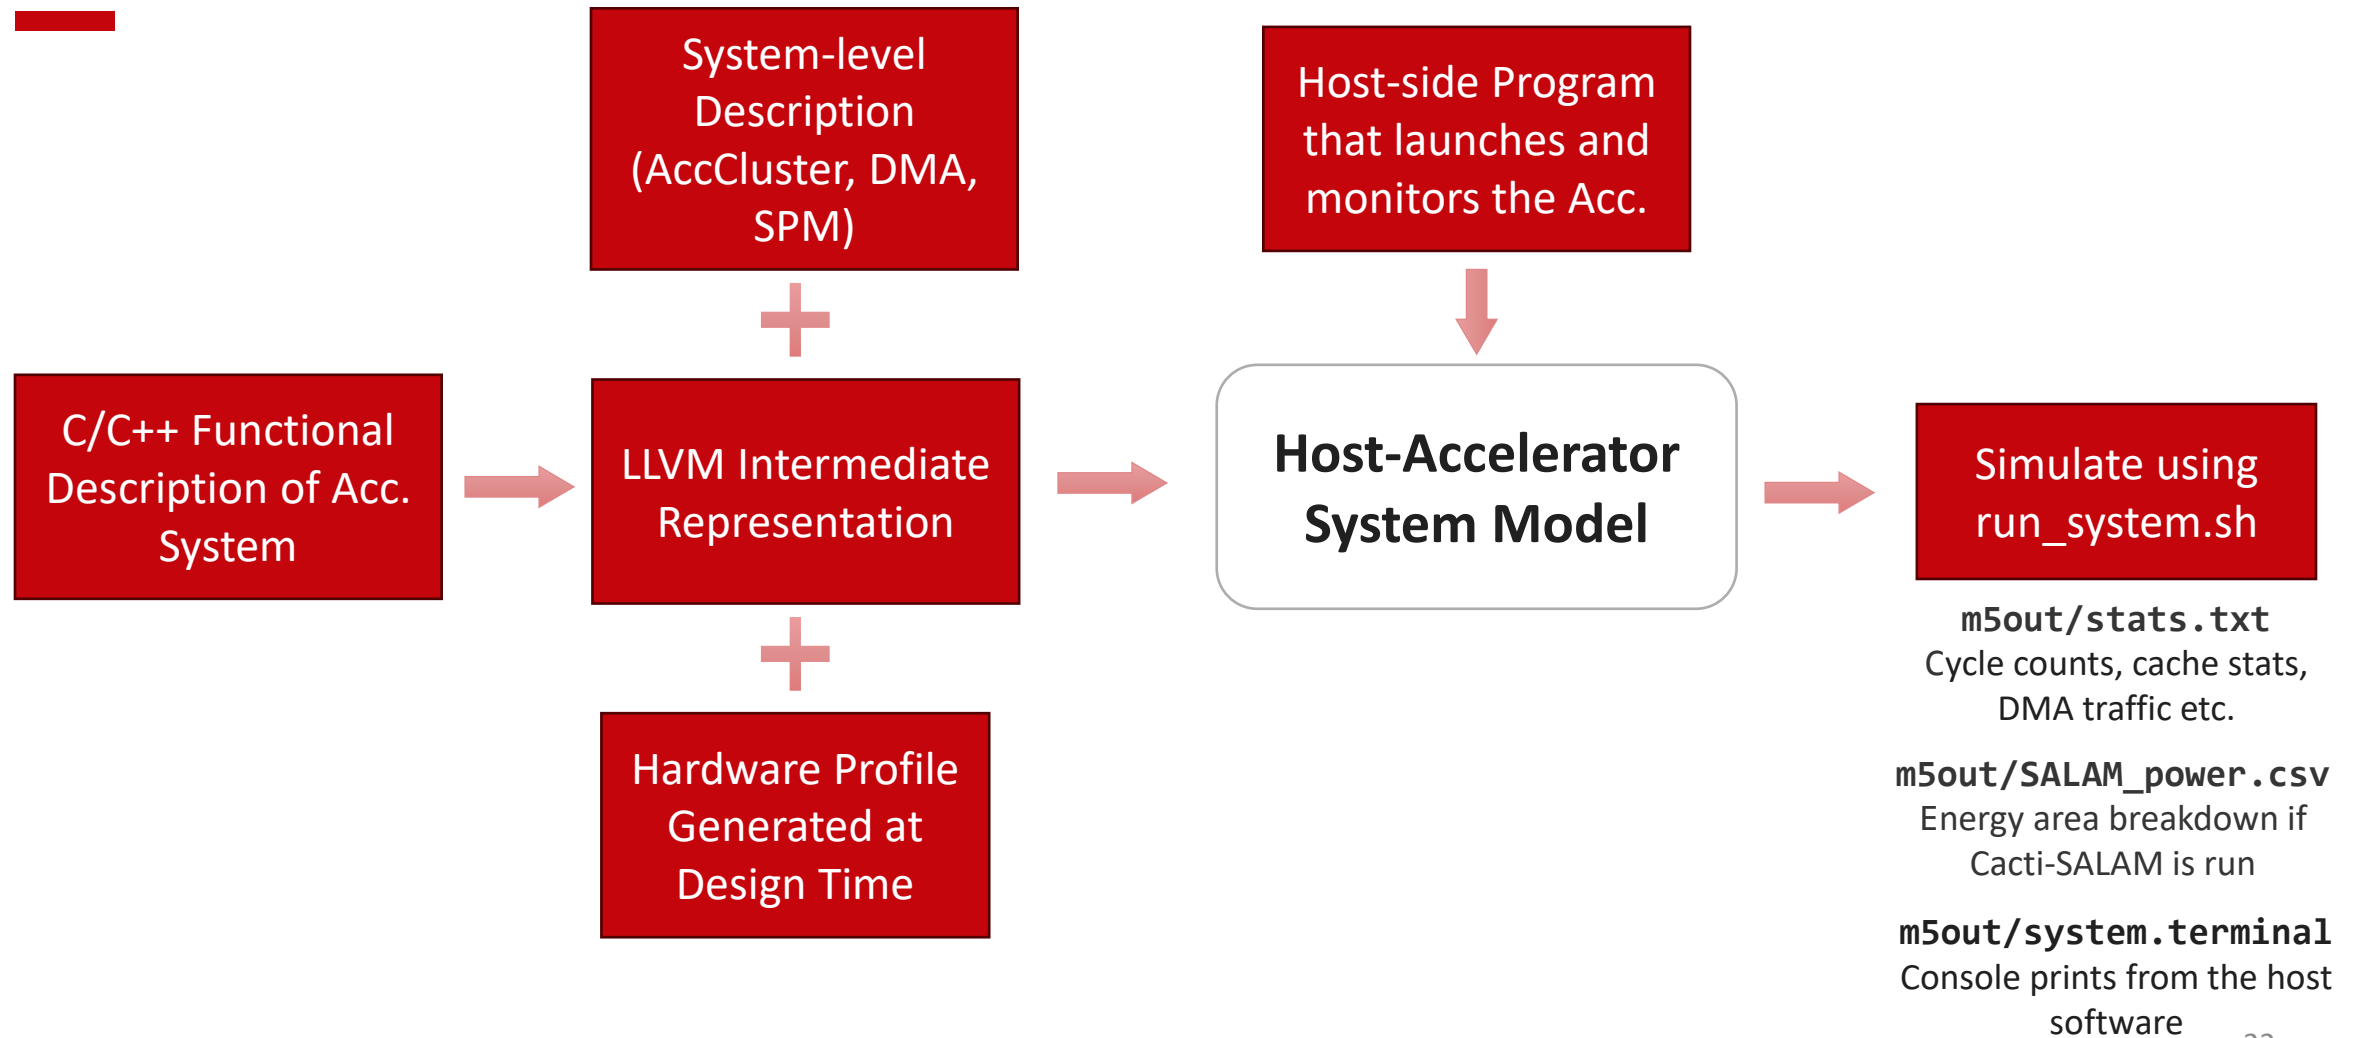 System-level
Description
(AccCluster, DMA,
SPM)
Host-side Program
that launches and
monitors the Acc.
C/C++ Functional
Description of Acc.
System
LLVM Intermediate
Representation
Host-Accelerator
System Model
Simulate using
run_system.sh
Hardware Profile
Generated at
Design Time
m5out/stats.txt
Cycle counts, cache stats,
DMA traffic etc.
m5out/SALAM_power.csv
Energy area breakdown if
Cacti-SALAM is run
m5out/system.terminal
Console prints from the host
software